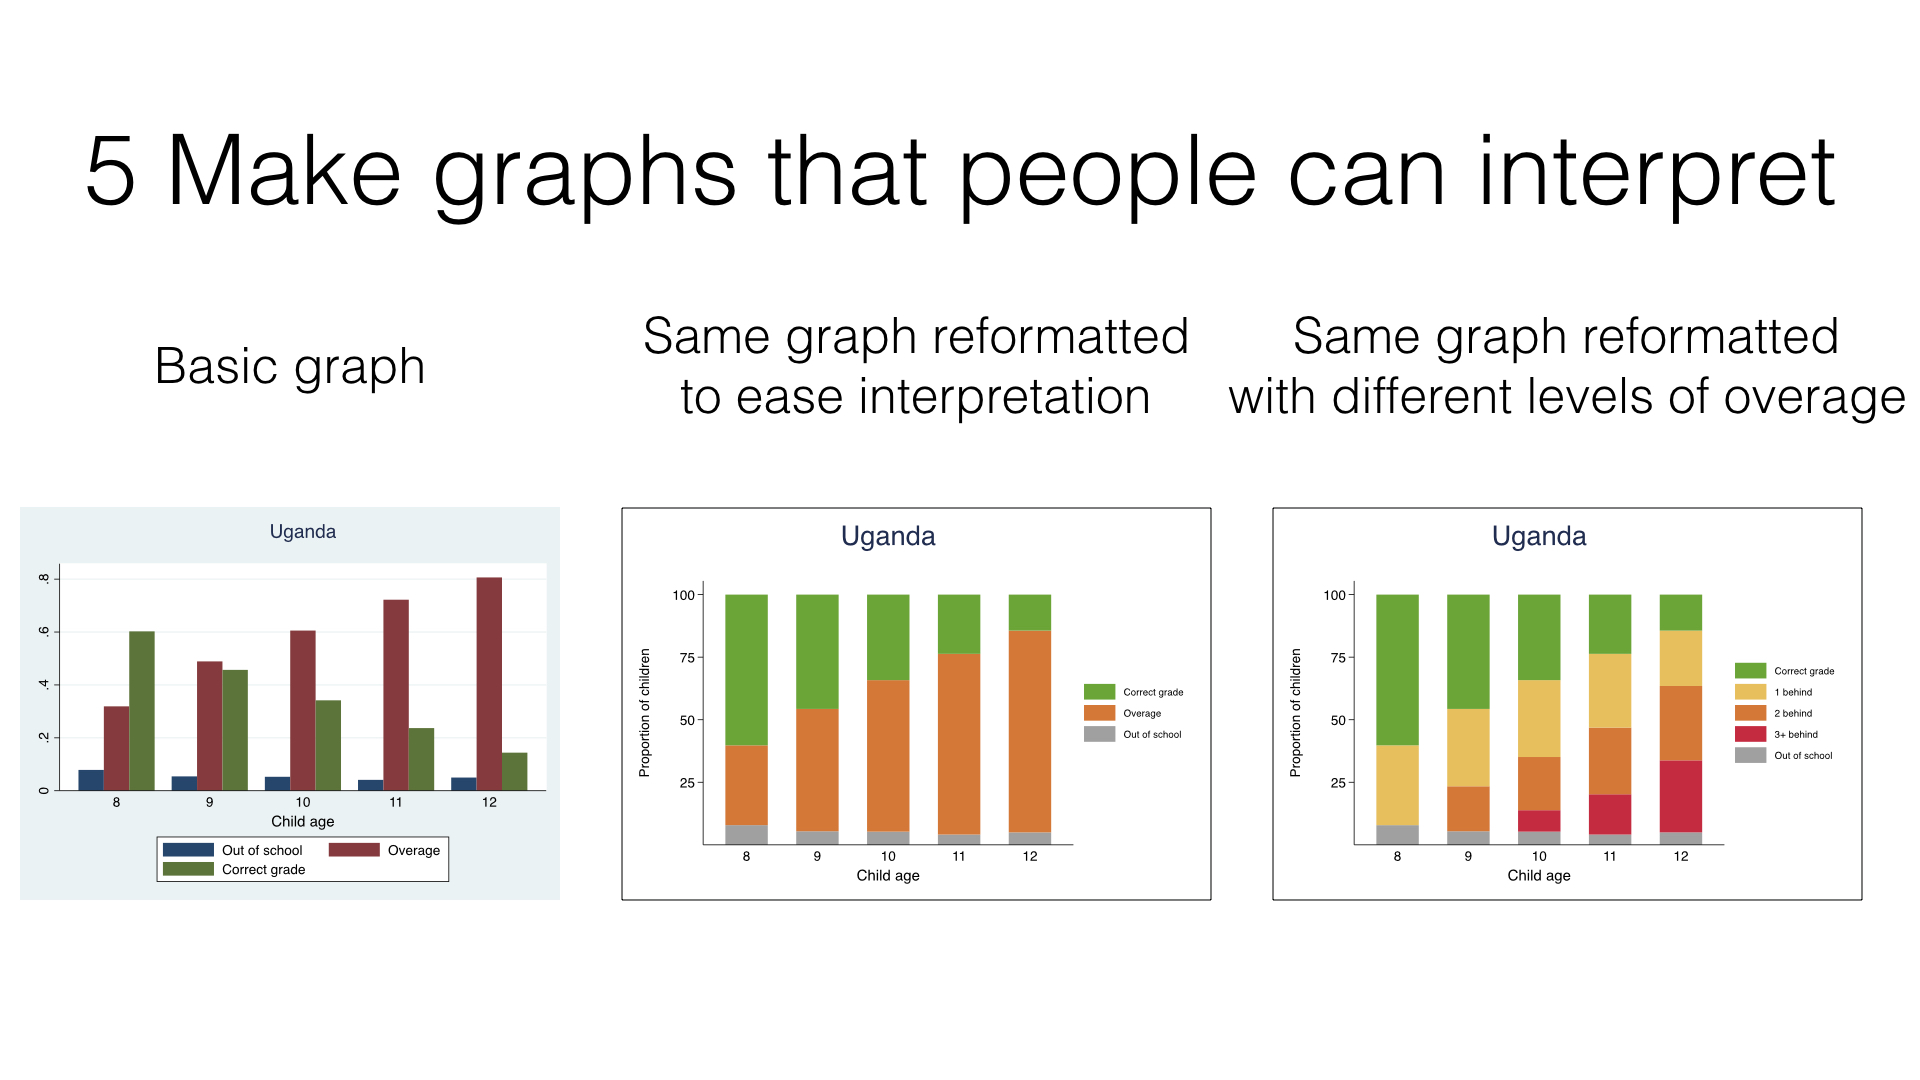 5 Make graphs that people can interpret
Basic graph
Same graph reformatted
to ease interpretation
Same graph reformatted
with different levels of overage
Uganda
.8
.6
.4
.2
0
8 9 10 11 12
Child age
Out of school Overage
Correct grade
Uganda
Proportion of children
100
75
50
25
8 9 10 11 12
Child age
Correct grade
Overage
Out of school
Uganda
Proportion of children
100
75
50
25
8 9 10 11 12
Child age
Correct grade
1 behind
2 behind
3+ behind
Out of school